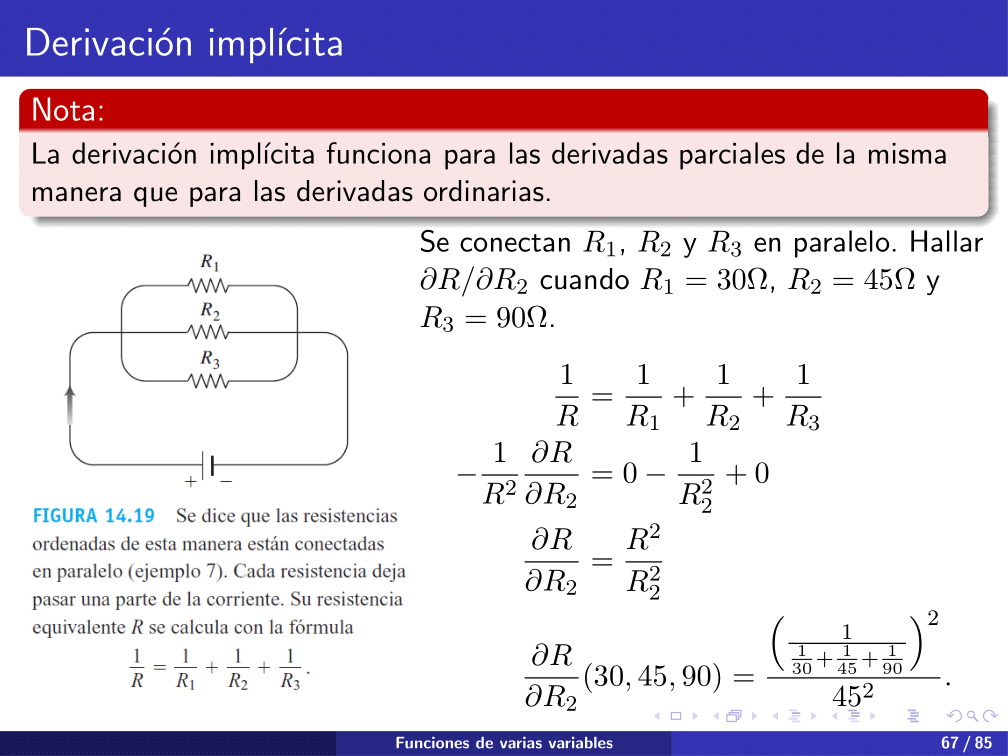 Derivación implícita
Nota:
La derivación implícita funciona para las derivadas parciales de la misma
manera que para las derivadas ordinarias.
R₁
R₂
R₃
+ −
FIGURA 14.19 Se dice que las resistencias
ordenadas de esta manera están conectadas
en paralelo (ejemplo 7). Cada resistencia deja
pasar una parte de la corriente. Su resistencia
equivalente R se calcula con la fórmula
1/R = 1/R₁ + 1/R₂ + 1/R₃.
Se conectan R₁, R₂ y R₃ en paralelo. Hallar
∂R/∂R₂ cuando R₁ = 30Ω, R₂ = 45Ω y
R₃ = 90Ω.
1/R = 1/R₁ + 1/R₂ + 1/R₃
−1/R² ∂R/∂R₂ = 0 − 1/R₂² + 0
∂R/∂R₂ = R²/R₂²
∂R/∂R₂ (30, 45, 90) = (1/(1/30 + 1/45 + 1/90))²/45².
Funciones de varias variables 67 / 85